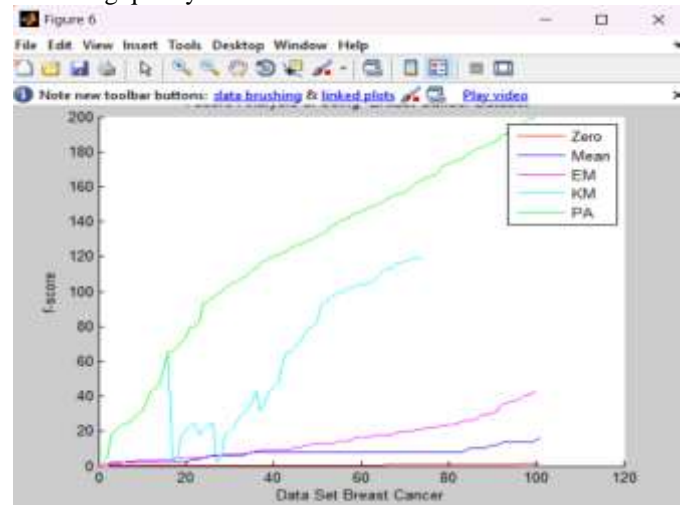 Figure 6
File Edit View Insert Tools Desktop Window Help
Note new toolbar buttons: data brushing & linked plots Play video
200
180
160
140
120
100
80
60
40
20
0
f-score
Zero
Mean
EM
KM
PA
0 20 40 60 80 100 120
Data Set Breast Cancer